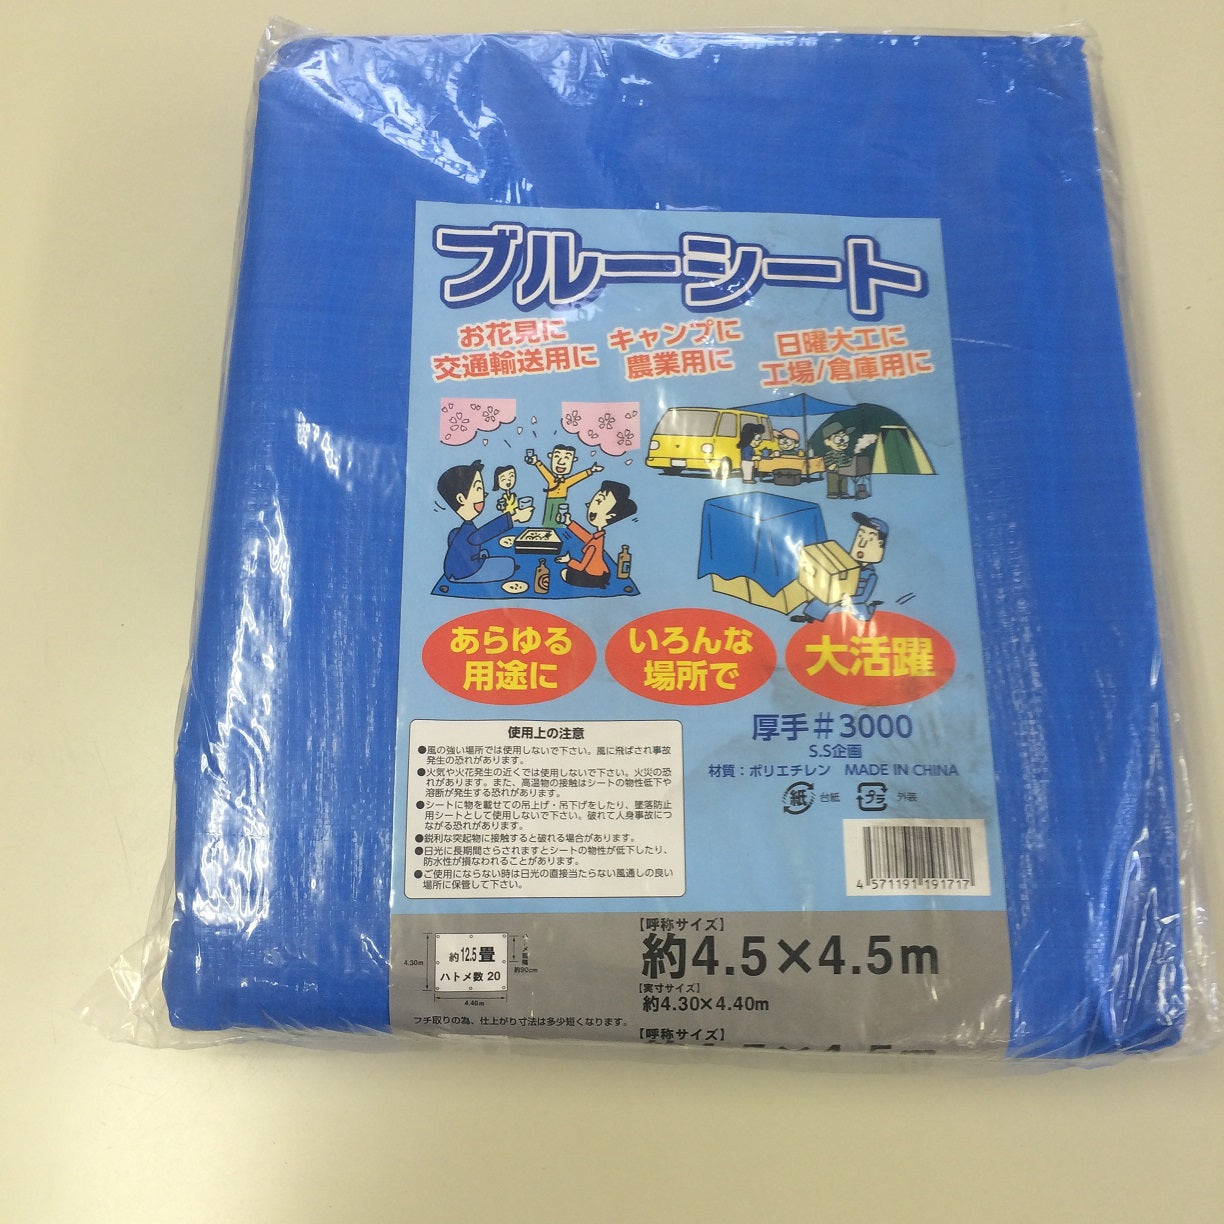 ブルーシート
お花見に
交通輸送用に
キャンプに
農業用に
日曜大工に
工場/倉庫用に
あらゆる
用途に
いろんな
場所で
大活躍
使用上の注意
●風の強い場所では使用しないで下さい。風に飛ばされ事故
発生の恐れがあります。
●火気や火花発生の近くでは使用しないで下さい。火災の恐
れがあります。また、高温物の接触はシートの物性低下や
溶断が発生する恐れがあります。
●シートに物を載せての吊上げ・吊下げをしたり、墜落防止
用シートとして使用しないで下さい。破れて人身事故につ
ながる恐れがあります。
●鋭利な突起物に接触すると破れる場合があります。
●日光に長期間さらされますとシートの物性が低下したり、
防水性が損なわれることがあります。
●ご使用にならない時は日光の直接当たらない風通しの良い
場所に保管して下さい。
厚手#3000
S.S企画
材質：ポリエチレン MADE IN CHINA
紙 台紙 プラ 外装
4 571191 191717
4.30m
約12.5畳
ハトメ数 20
約90cm
4.40m
フチ取りの為、仕上がり寸法は多少短くなります。
【呼称サイズ】
約4.5×4.5m
【実寸サイズ】
約4.30×4.40m
【呼称サイズ】